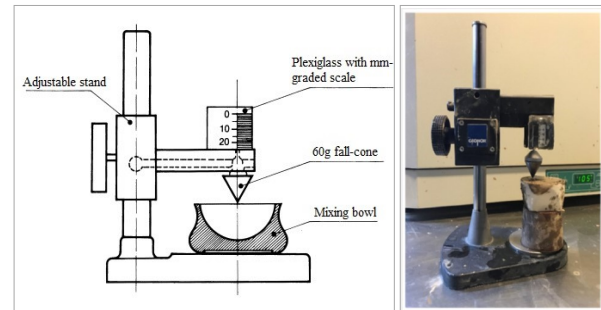 Plexiglass with mm-
graded scale
Adjustable stand
0
10
20
60g fall-cone
Mixing bowl